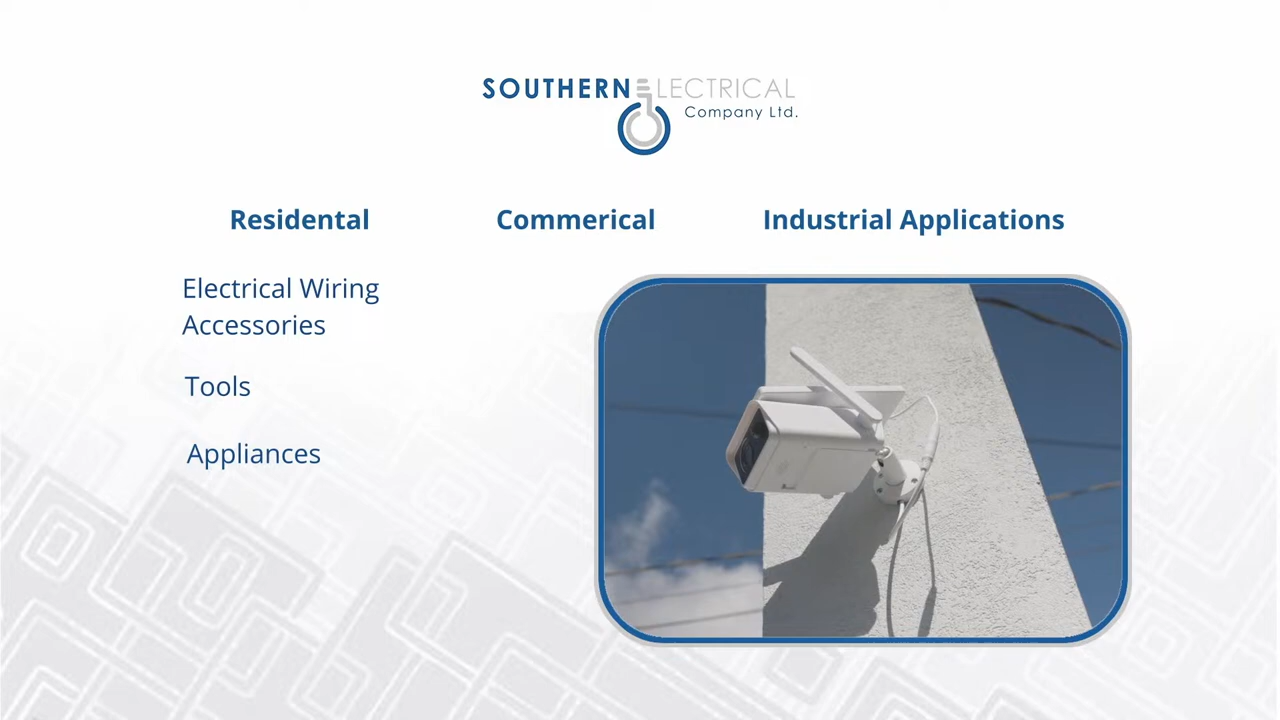 SOUTHERN ELECTRICAL
Company Ltd.
Residental
Commerical
Industrial Applications
Electrical Wiring
Accessories
Tools
Appliances